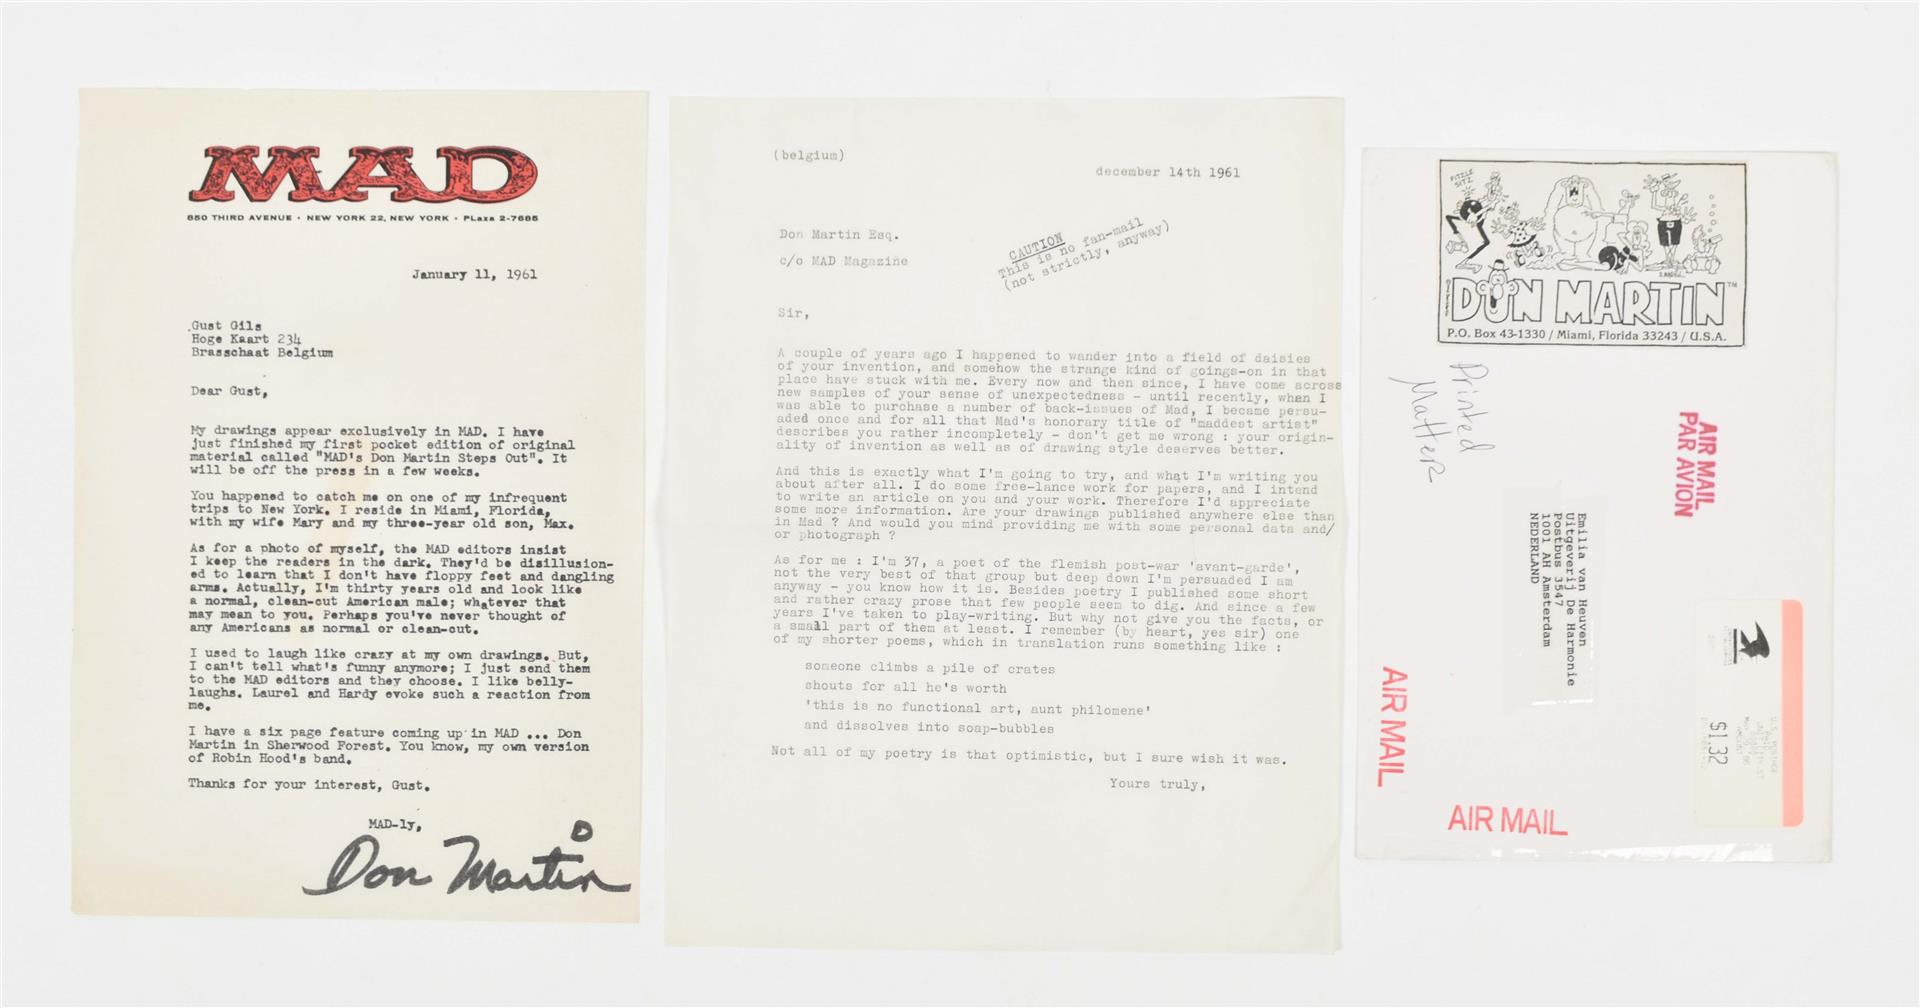 MAD
850 THIRD AVENUE · NEW YORK 22, NEW YORK · PLaza 2-7685
January 11, 1961
Gust Gils
Hoge Kaart 234
Brasschaat Belgium
Dear Gust,
My drawings appear exclusively in MAD. I have
just finished my first pocket edition of original
material called "MAD's Don Martin Steps Out". It
will be off the press in a few weeks.
You happened to catch me on one of my infrequent
trips to New York. I reside in Miami, Florida,
with my wife Mary and my three-year old son, Max.
As for a photo of myself, the MAD editors insist
I keep the readers in the dark. They'd be disillusion-
ed to learn that I don't have floppy feet and dangling
arms. Actually, I'm thirty years old and look like
a normal, clean-cut American male; whatever that
may mean to you. Perhaps you've never thought of
any Americans as normal or clean-cut.
I used to laugh like crazy at my own drawings. But,
I can't tell what's funny anymore; I just send them
to the MAD editors and they choose. I like belly-
laughs. Laurel and Hardy evoke such a reaction from
me.
I have a six page feature coming up in MAD ... Don
Martin in Sherwood Forest. You know, my own version
of Robin Hood's band.
Thanks for your interest, Gust.
MAD-ly,
Don Martin
(belgium)
december 14th 1961
Don Martin Esq.
c/o MAD Magazine
CAUTION
This is no fan-mail
(not strictly, anyway)
Sir,
A couple of years ago I happened to wander into a field of daisies
of your invention, and somehow the strange kind of goings-on in that
place have stuck with me. Every now and then since, I have come across
new samples of your sense of unexpectedness - until recently, when I
was able to purchase a number of back-issues of Mad, I became persu-
aded once and for all that Mad's honorary title of "maddest artist"
describes you rather incompletely - don't get me wrong : your origin-
ality of invention as well as of drawing style deserves better.
And this is exactly what I'm going to try, and what I'm writing you
about after all. I do some free-lance work for papers, and I intend
to write an article on you and your work. Therefore I'd appreciate
some more information. Are your drawings published anywhere else than
in Mad ? And would you mind providing me with some personal data and/
or photograph ?
As for me : I'm 37, a poet of the flemish post-war 'avant-garde',
not the very best of that group but deep down I'm persuaded I am
anyway - you know how it is. Besides poetry I published some short
and rather crazy prose that few people seem to dig. And since a few
years I've taken to play-writing. But why not give you the facts, or
a small part of them at least. I remember (by heart, yes sir) one
of my shorter poems, which in translation runs something like :
someone climbs a pile of crates
shouts for all he's worth
'this is no functional art, aunt philomene'
and dissolves into soap-bubbles
Not all of my poetry is that optimistic, but I sure wish it was.
Yours truly,
DON MARTIN™
P.O. Box 43-1330 / Miami, Florida 33243 / U.S.A.
Printed
Matter
AIR MAIL
PAR AVION
Emilia van Heuven
Uitgeverij De Harmonie
Postbus 3547
1001 AH Amsterdam
NEDERLAND
$1.32
AIR MAIL
AIR MAIL